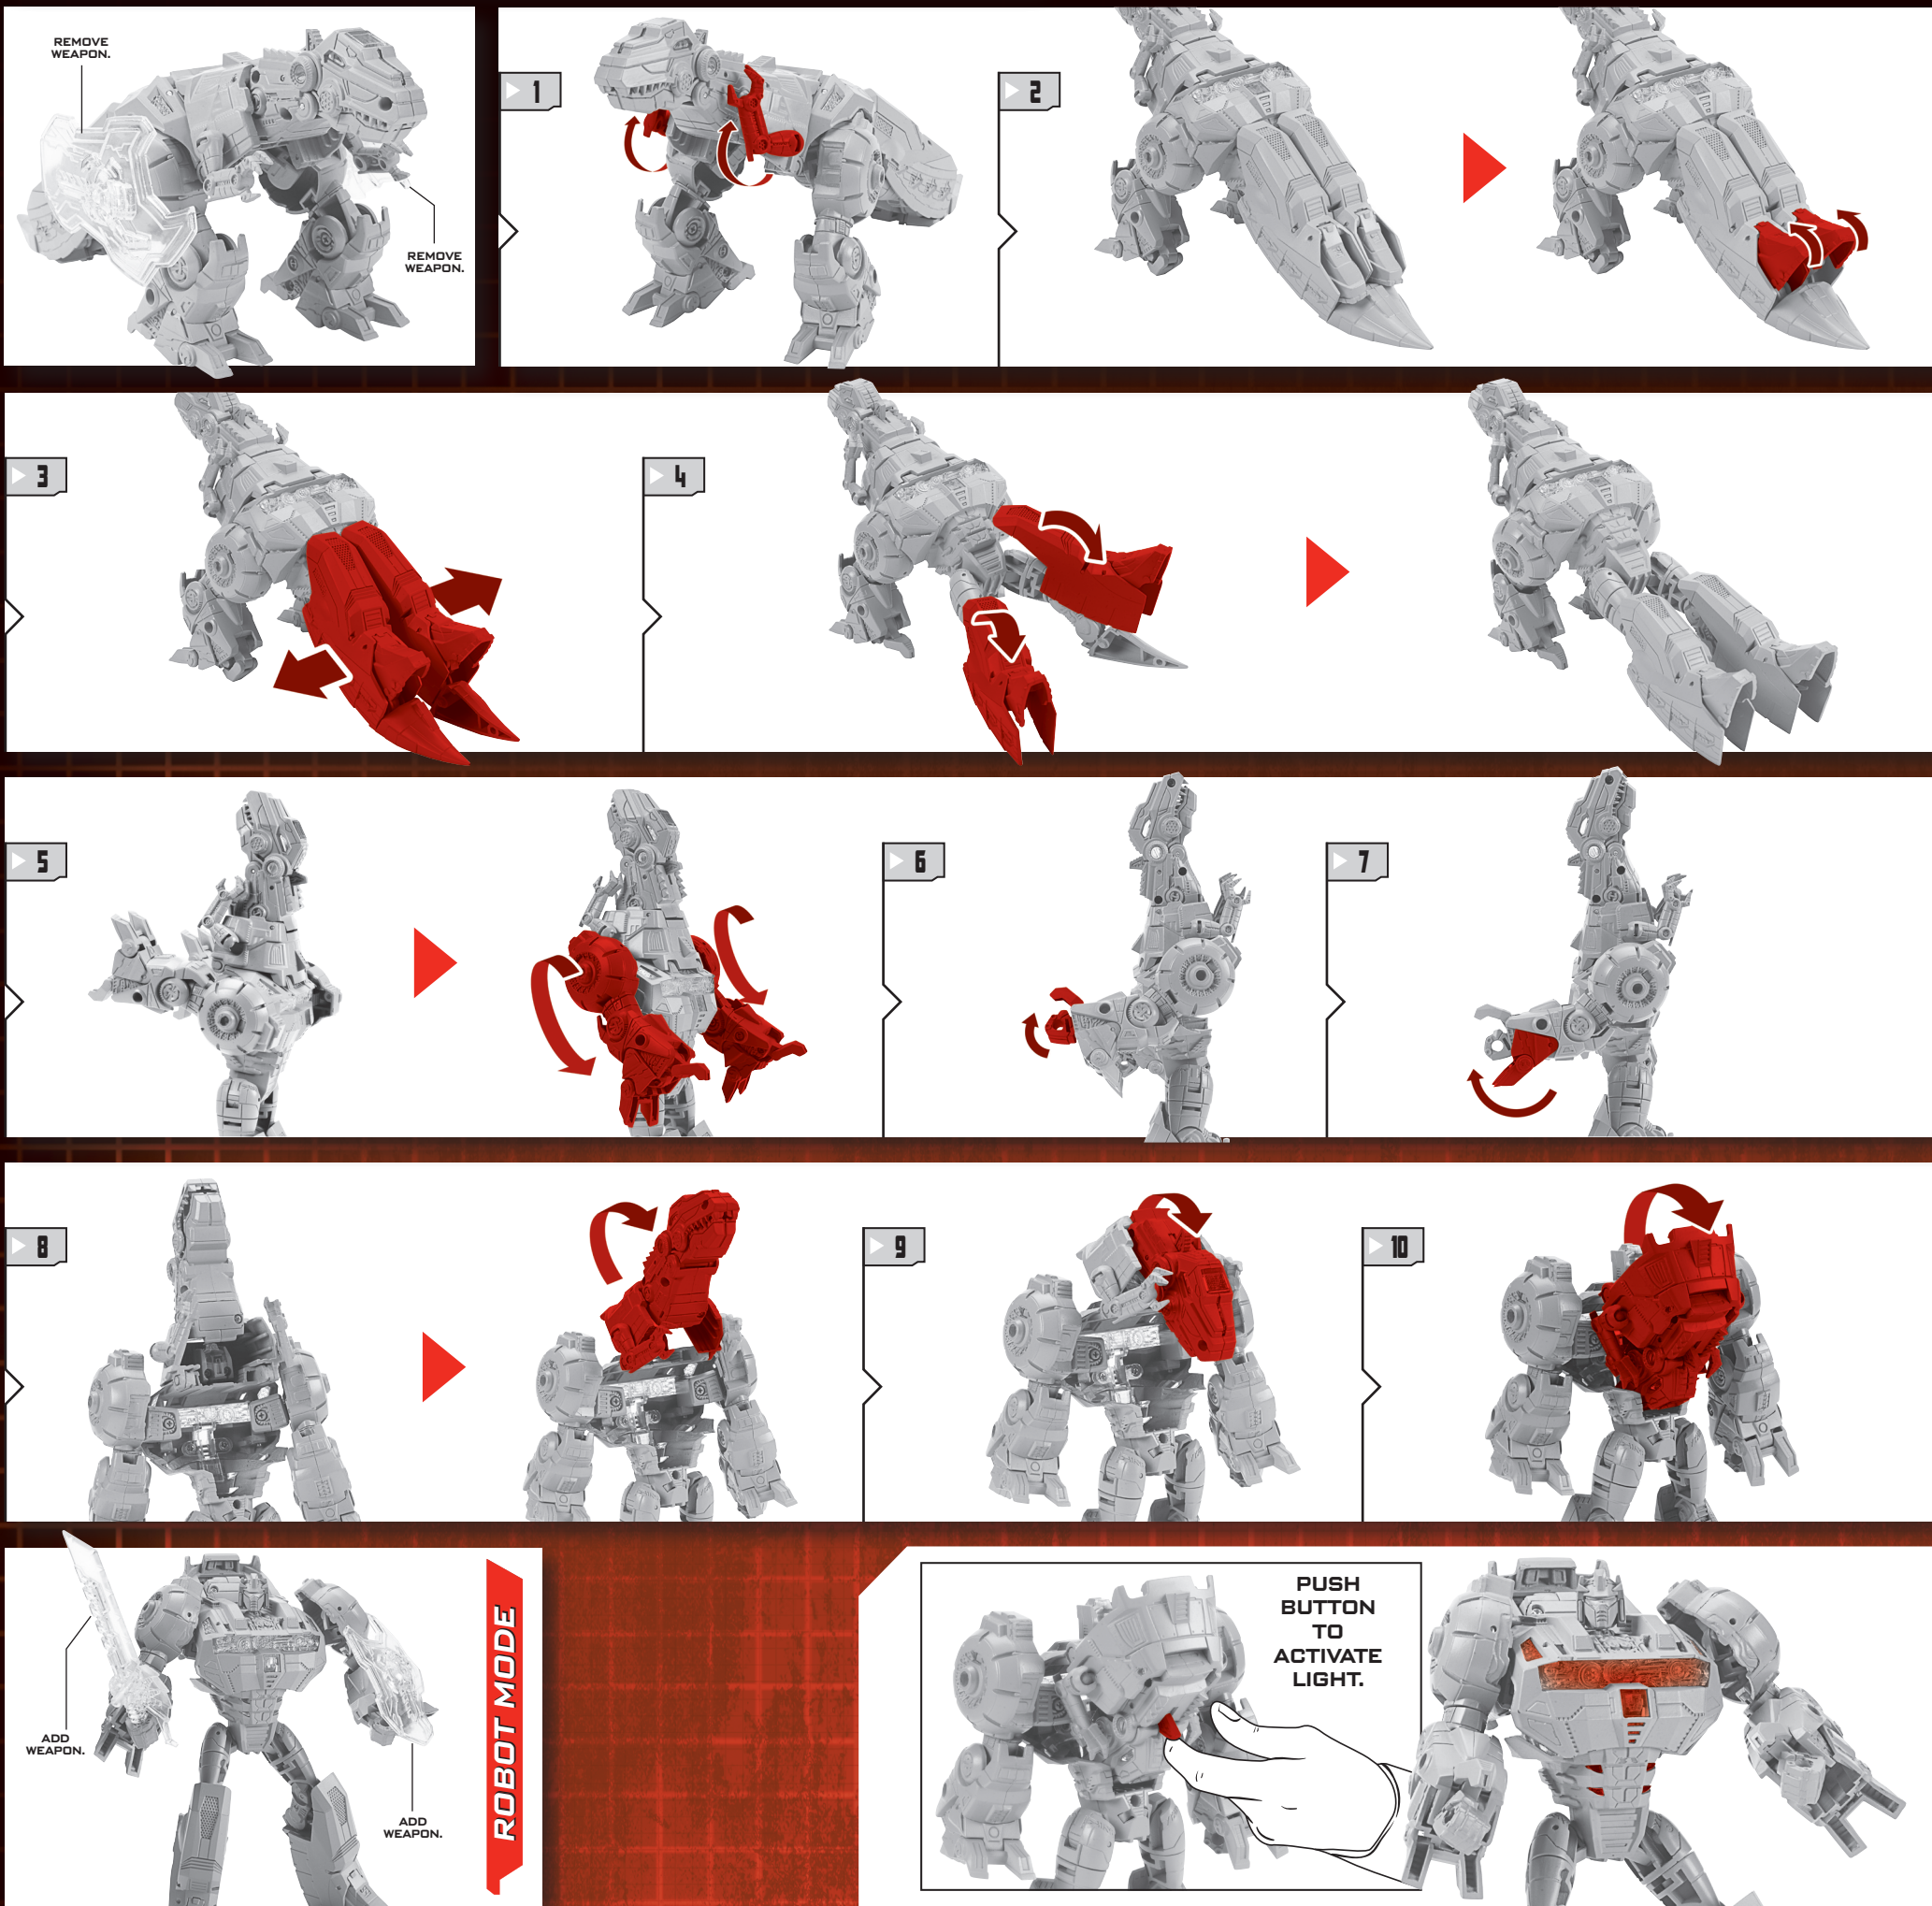 REMOVE
WEAPON.
REMOVE
WEAPON.
1
2
3
4
5
6
7
8
9
10
ADD
WEAPON.
ADD
WEAPON.
ROBOT MODE
PUSH
BUTTON
TO
ACTIVATE
LIGHT.